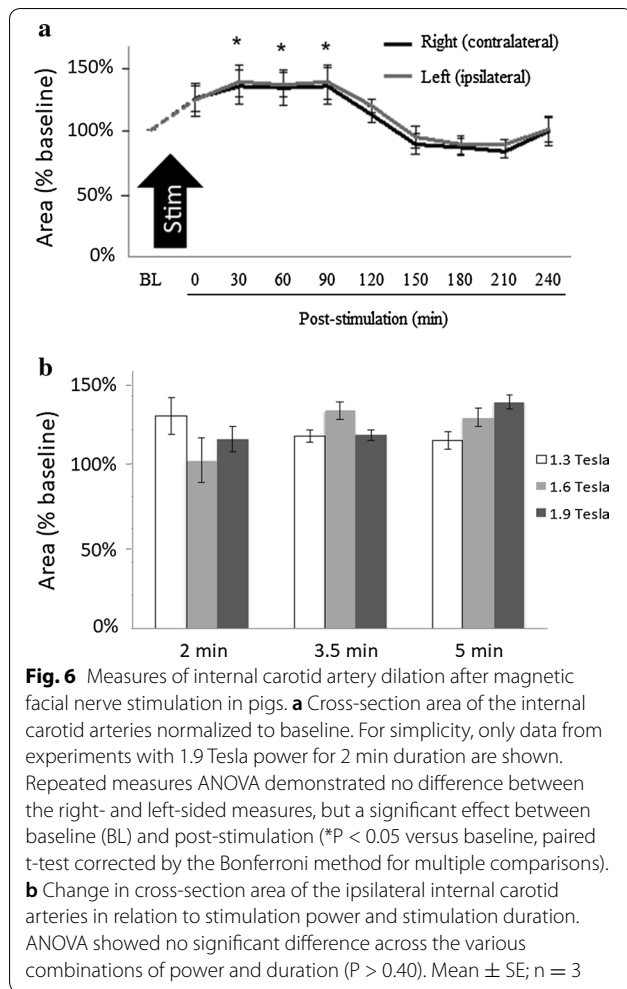 a
150%
100%
50%
0%
Area (% baseline)
* * *
Right (contralateral)
Left (ipsilateral)
Stim
BL 0 30 60 90 120 150 180 210 240
Post-stimulation (min)
b
150%
100%
50%
0%
Area (% baseline)
1.3 Tesla
1.6 Tesla
1.9 Tesla
2 min 3.5 min 5 min
Fig. 6 Measures of internal carotid artery dilation after magnetic
facial nerve stimulation in pigs. a Cross-section area of the internal
carotid arteries normalized to baseline. For simplicity, only data from
experiments with 1.9 Tesla power for 2 min duration are shown.
Repeated measures ANOVA demonstrated no difference between
the right- and left-sided measures, but a significant effect between
baseline (BL) and post-stimulation (*P < 0.05 versus baseline, paired
t-test corrected by the Bonferroni method for multiple comparisons).
b Change in cross-section area of the ipsilateral internal carotid
arteries in relation to stimulation power and stimulation duration.
ANOVA showed no significant difference across the various
combinations of power and duration (P > 0.40). Mean ± SE; n = 3